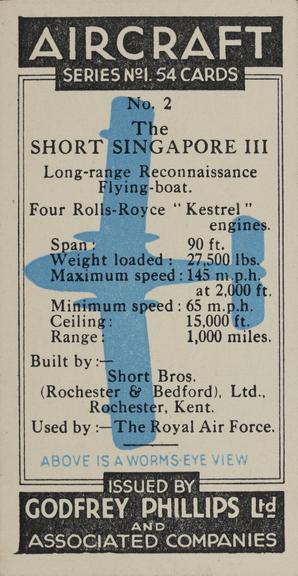 AIRCRAFT
SERIES No1. 54 CARDS
No. 2
The
SHORT SINGAPORE III
Long-range Reconnaissance
Flying-boat.
Four Rolls-Royce "Kestrel"
engines.
Span: 90 ft.
Weight loaded: 27,500 lbs.
Maximum speed: 145 m.p.h.
at 2,000 ft.
Minimum speed: 65 m.p.h.
Ceiling: 15,000 ft.
Range: 1,000 miles.
Built by:—
Short Bros.
(Rochester & Bedford), Ltd.,
Rochester, Kent.
Used by:—The Royal Air Force.
ABOVE IS A WORMS-EYE VIEW
ISSUED BY
GODFREY PHILLIPS Ltd
AND
ASSOCIATED COMPANIES